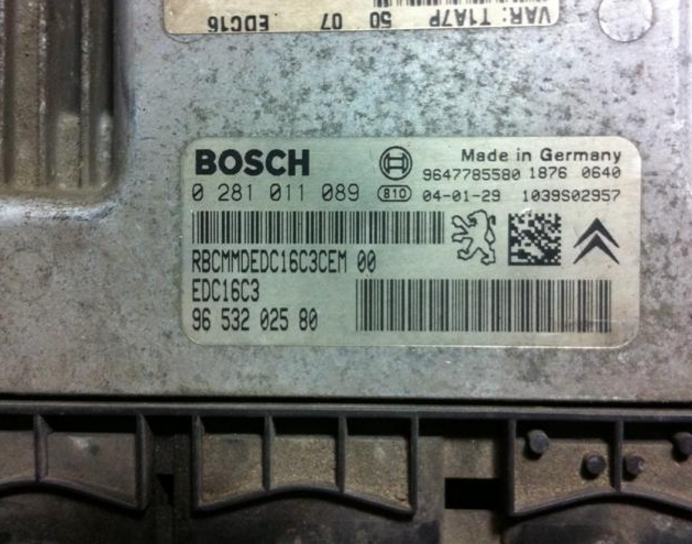 VAR: T1A7P 50 07 .EDC16
BOSCH
Made in Germany
9647785580 1876 0640
0 281 011 089 810 04-01-29 1039S02957
RBCMMDEDC16C3CEM 00
EDC16C3
96 532 025 80